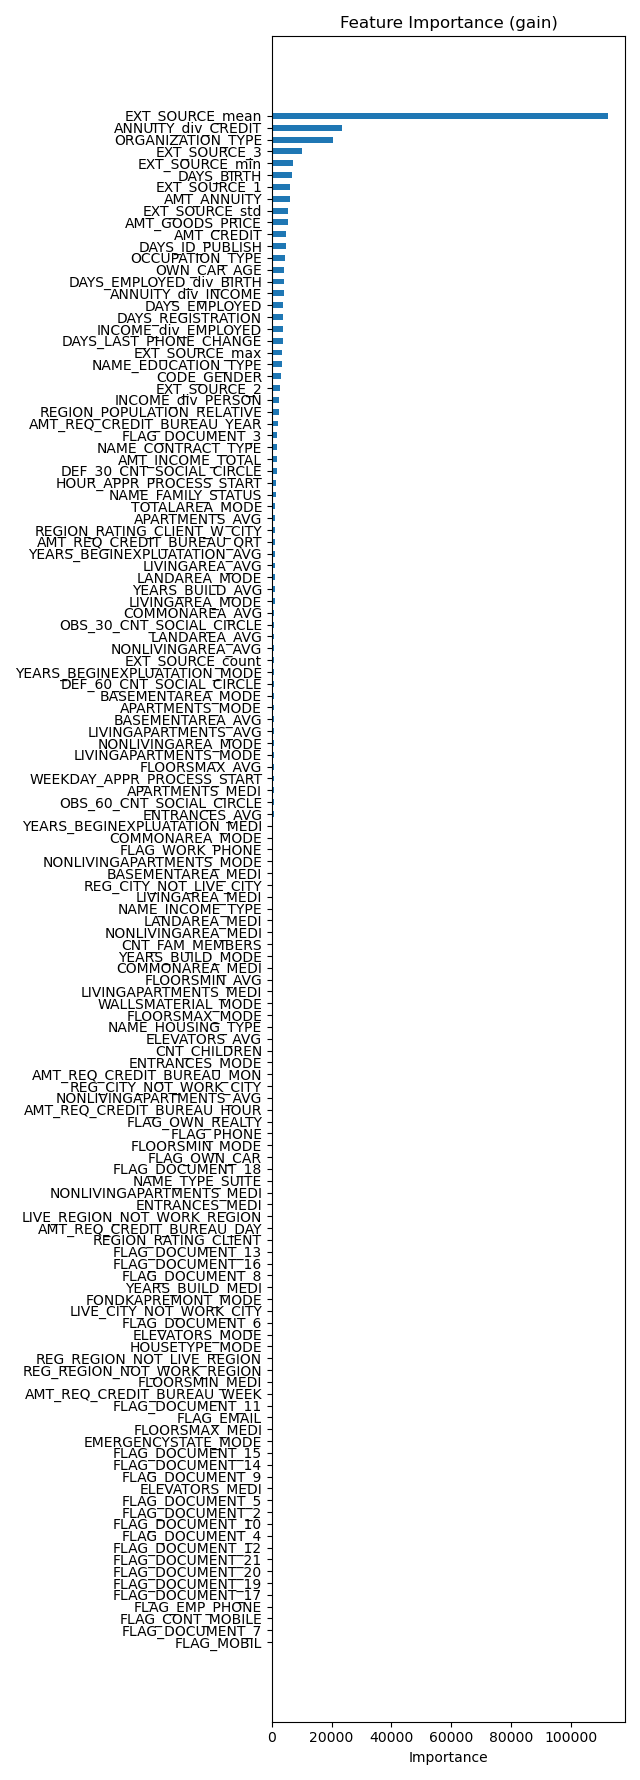 Feature Importance (gain)
EXT_SOURCE_mean
ANNUITY_div_CREDIT
ORGANIZATION_TYPE
EXT_SOURCE_3
EXT_SOURCE_min
DAYS_BIRTH
EXT_SOURCE_1
AMT_ANNUITY
EXT_SOURCE_std
AMT_GOODS_PRICE
AMT_CREDIT
DAYS_ID_PUBLISH
OCCUPATION_TYPE
OWN_CAR_AGE
DAYS_EMPLOYED_div_BIRTH
ANNUITY_div_INCOME
DAYS_EMPLOYED
DAYS_REGISTRATION
INCOME_div_EMPLOYED
DAYS_LAST_PHONE_CHANGE
EXT_SOURCE_max
NAME_EDUCATION_TYPE
CODE_GENDER
EXT_SOURCE_2
INCOME_div_PERSON
REGION_POPULATION_RELATIVE
AMT_REQ_CREDIT_BUREAU_YEAR
FLAG_DOCUMENT_3
NAME_CONTRACT_TYPE
AMT_INCOME_TOTAL
DEF_30_CNT_SOCIAL_CIRCLE
HOUR_APPR_PROCESS_START
NAME_FAMILY_STATUS
TOTALAREA_MODE
APARTMENTS_AVG
REGION_RATING_CLIENT_W_CITY
AMT_REQ_CREDIT_BUREAU_QRT
YEARS_BEGINEXPLUATATION_AVG
LIVINGAREA_AVG
LANDAREA_MODE
YEARS_BUILD_AVG
LIVINGAREA_MODE
COMMONAREA_AVG
OBS_30_CNT_SOCIAL_CIRCLE
LANDAREA_AVG
NONLIVINGAREA_AVG
EXT_SOURCE_count
YEARS_BEGINEXPLUATATION_MODE
DEF_60_CNT_SOCIAL_CIRCLE
BASEMENTAREA_MODE
APARTMENTS_MODE
BASEMENTAREA_AVG
LIVINGAPARTMENTS_AVG
NONLIVINGAREA_MODE
LIVINGAPARTMENTS_MODE
FLOORSMAX_AVG
WEEKDAY_APPR_PROCESS_START
APARTMENTS_MEDI
OBS_60_CNT_SOCIAL_CIRCLE
ENTRANCES_AVG
YEARS_BEGINEXPLUATATION_MEDI
COMMONAREA_MODE
FLAG_WORK_PHONE
NONLIVINGAPARTMENTS_MODE
BASEMENTAREA_MEDI
REG_CITY_NOT_LIVE_CITY
LIVINGAREA_MEDI
NAME_INCOME_TYPE
LANDAREA_MEDI
NONLIVINGAREA_MEDI
CNT_FAM_MEMBERS
YEARS_BUILD_MODE
COMMONAREA_MEDI
FLOORSMIN_AVG
LIVINGAPARTMENTS_MEDI
WALLSMATERIAL_MODE
FLOORSMAX_MODE
NAME_HOUSING_TYPE
ELEVATORS_AVG
CNT_CHILDREN
ENTRANCES_MODE
AMT_REQ_CREDIT_BUREAU_MON
REG_CITY_NOT_WORK_CITY
NONLIVINGAPARTMENTS_AVG
AMT_REQ_CREDIT_BUREAU_HOUR
FLAG_OWN_REALTY
FLAG_PHONE
FLOORSMIN_MODE
FLAG_OWN_CAR
FLAG_DOCUMENT_18
NAME_TYPE_SUITE
NONLIVINGAPARTMENTS_MEDI
ENTRANCES_MEDI
LIVE_REGION_NOT_WORK_REGION
AMT_REQ_CREDIT_BUREAU_DAY
REGION_RATING_CLIENT
FLAG_DOCUMENT_13
FLAG_DOCUMENT_16
FLAG_DOCUMENT_8
YEARS_BUILD_MEDI
FONDKAPREMONT_MODE
LIVE_CITY_NOT_WORK_CITY
FLAG_DOCUMENT_6
ELEVATORS_MODE
HOUSETYPE_MODE
REG_REGION_NOT_LIVE_REGION
REG_REGION_NOT_WORK_REGION
FLOORSMIN_MEDI
AMT_REQ_CREDIT_BUREAU_WEEK
FLAG_DOCUMENT_11
FLAG_EMAIL
FLOORSMAX_MEDI
EMERGENCYSTATE_MODE
FLAG_DOCUMENT_15
FLAG_DOCUMENT_14
FLAG_DOCUMENT_9
ELEVATORS_MEDI
FLAG_DOCUMENT_5
FLAG_DOCUMENT_2
FLAG_DOCUMENT_10
FLAG_DOCUMENT_4
FLAG_DOCUMENT_12
FLAG_DOCUMENT_21
FLAG_DOCUMENT_20
FLAG_DOCUMENT_19
FLAG_DOCUMENT_17
FLAG_EMP_PHONE
FLAG_CONT_MOBILE
FLAG_DOCUMENT_7
FLAG_MOBIL
0 20000 40000 60000 80000 100000
Importance